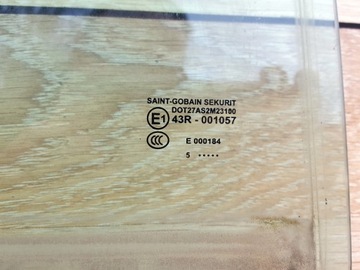 SAINT-GOBAIN SEKURIT
DOT27AS2M23100
E1 43R - 001057
CCC E 000184
5 •••••